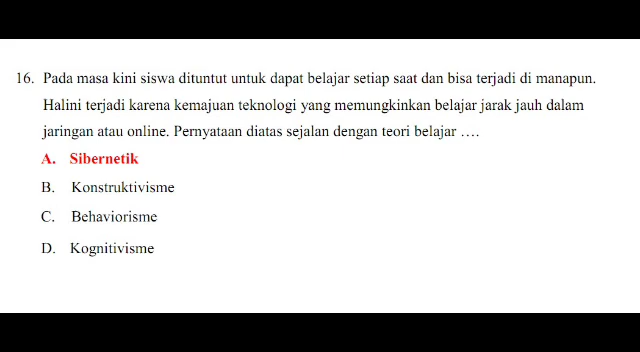 16. Pada masa kini siswa dituntut untuk dapat belajar setiap saat dan bisa terjadi di manapun.
Halini terjadi karena kemajuan teknologi yang memungkinkan belajar jarak jauh dalam
jaringan atau online. Pernyataan diatas sejalan dengan teori belajar ….
A. Sibernetik
B. Konstruktivisme
C. Behaviorisme
D. Kognitivisme